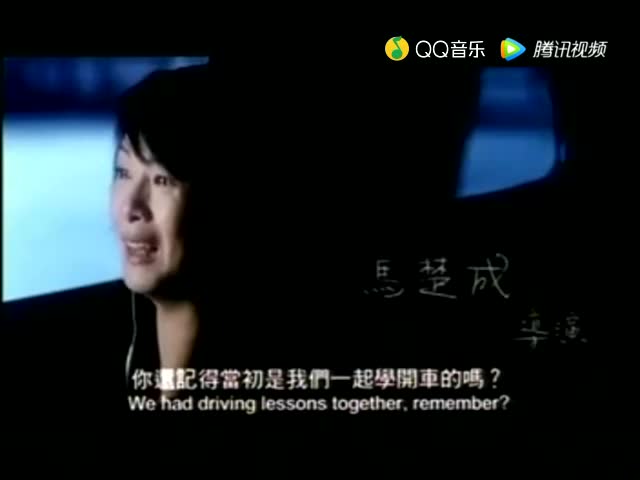 QQ音乐 腾讯视频
馬楚成
導演
你還記得當初是我們一起學開車的嗎？
We had driving lessons together, remember?